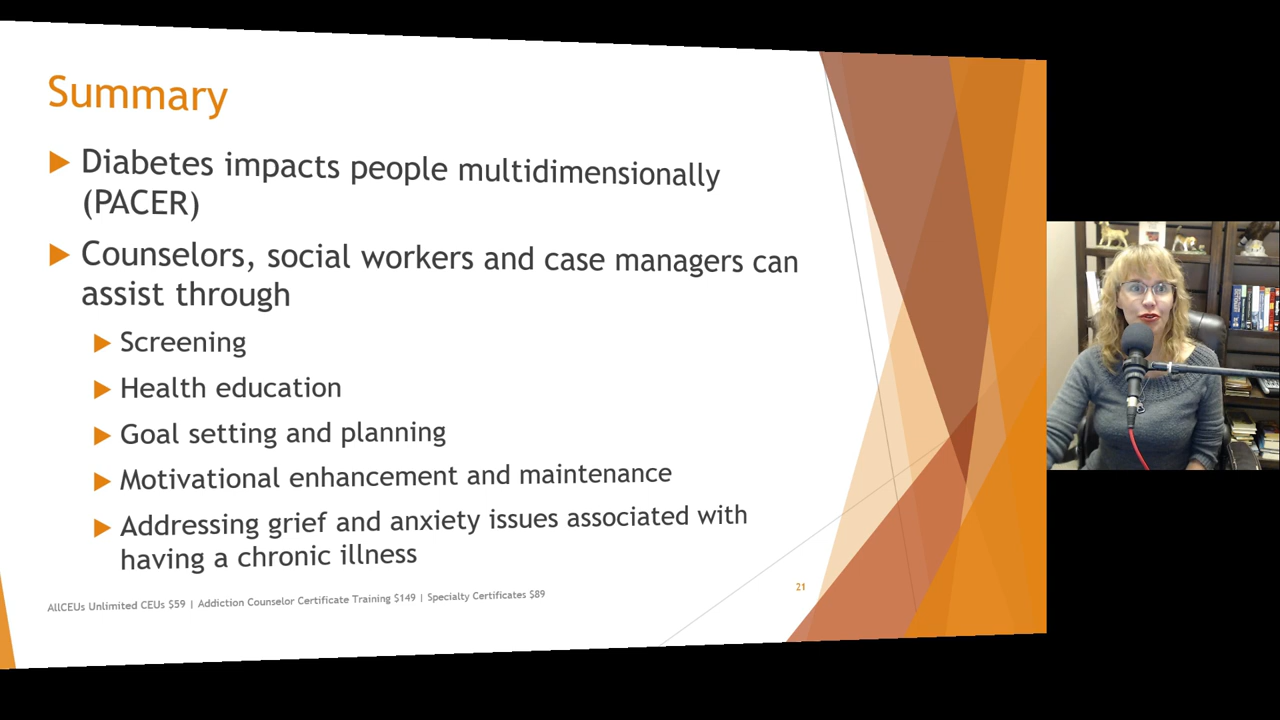 Summary
Diabetes impacts people multidimensionally
(PACER)
Counselors, social workers and case managers can
assist through
Screening
Health education
Goal setting and planning
Motivational enhancement and maintenance
Addressing grief and anxiety issues associated with
having a chronic illness
AllCEUs Unlimited CEUs $59 | Addiction Counselor Certificate Training $149 | Specialty Certificates $89
21